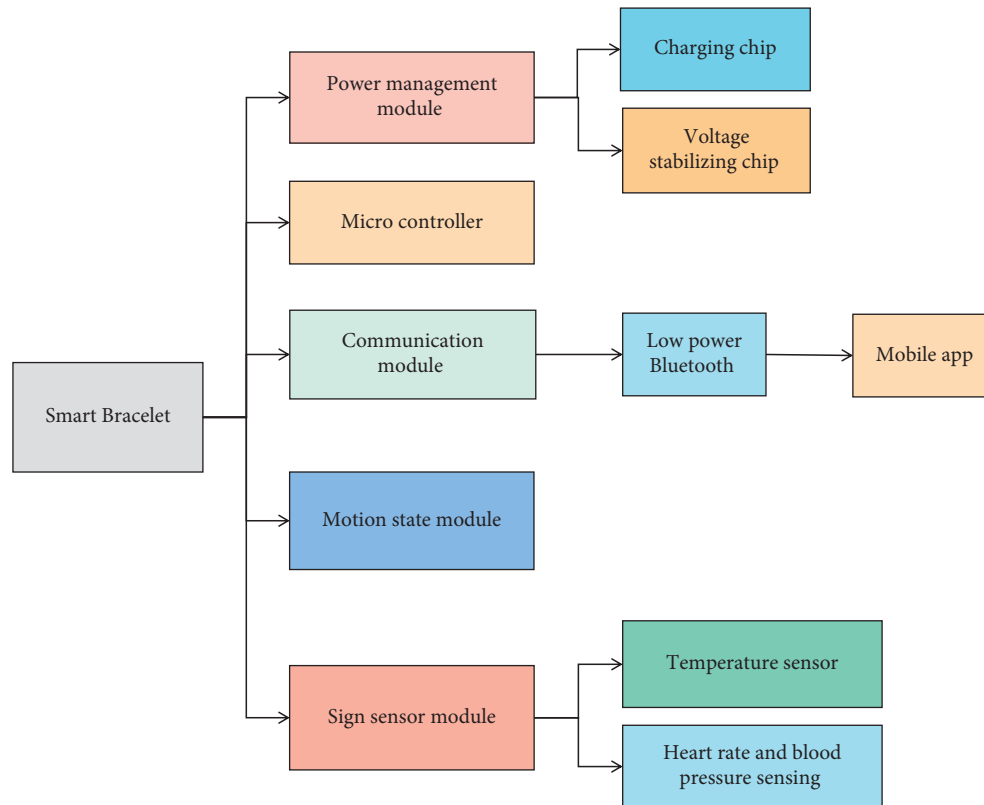 Charging chip
Power management
module
Voltage
stabilizing chip
Micro controller
Communication
module
Low power
Bluetooth
Mobile app
Smart Bracelet
Motion state module
Temperature sensor
Sign sensor module
Heart rate and blood
pressure sensing